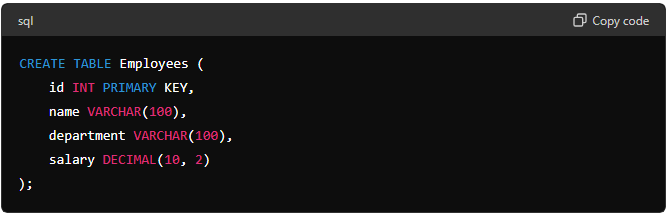 sql
Copy code
CREATE TABLE Employees (
    id INT PRIMARY KEY,
    name VARCHAR(100),
    department VARCHAR(100),
    salary DECIMAL(10, 2)
);